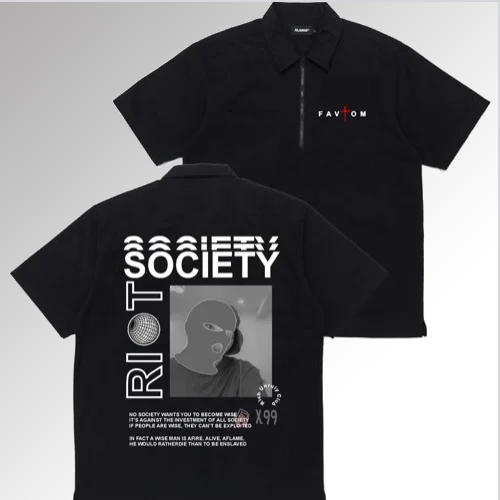 FAV†OM
SOCIETY
SOCIETY
RIOT
NO SOCIETY WANTS YOU TO BECOME WISE
IT'S AGAINST THE INVESTMENT OF ALL SOCIETY
IF PEOPLE ARE WISE, THEY CAN'T BE EXPLOITED
X99
IN FACT A WISE MAN IS AFIRE, ALIVE, AFLAME.
HE WOULD RATHERDIE THAN TO BE ENSLAVED